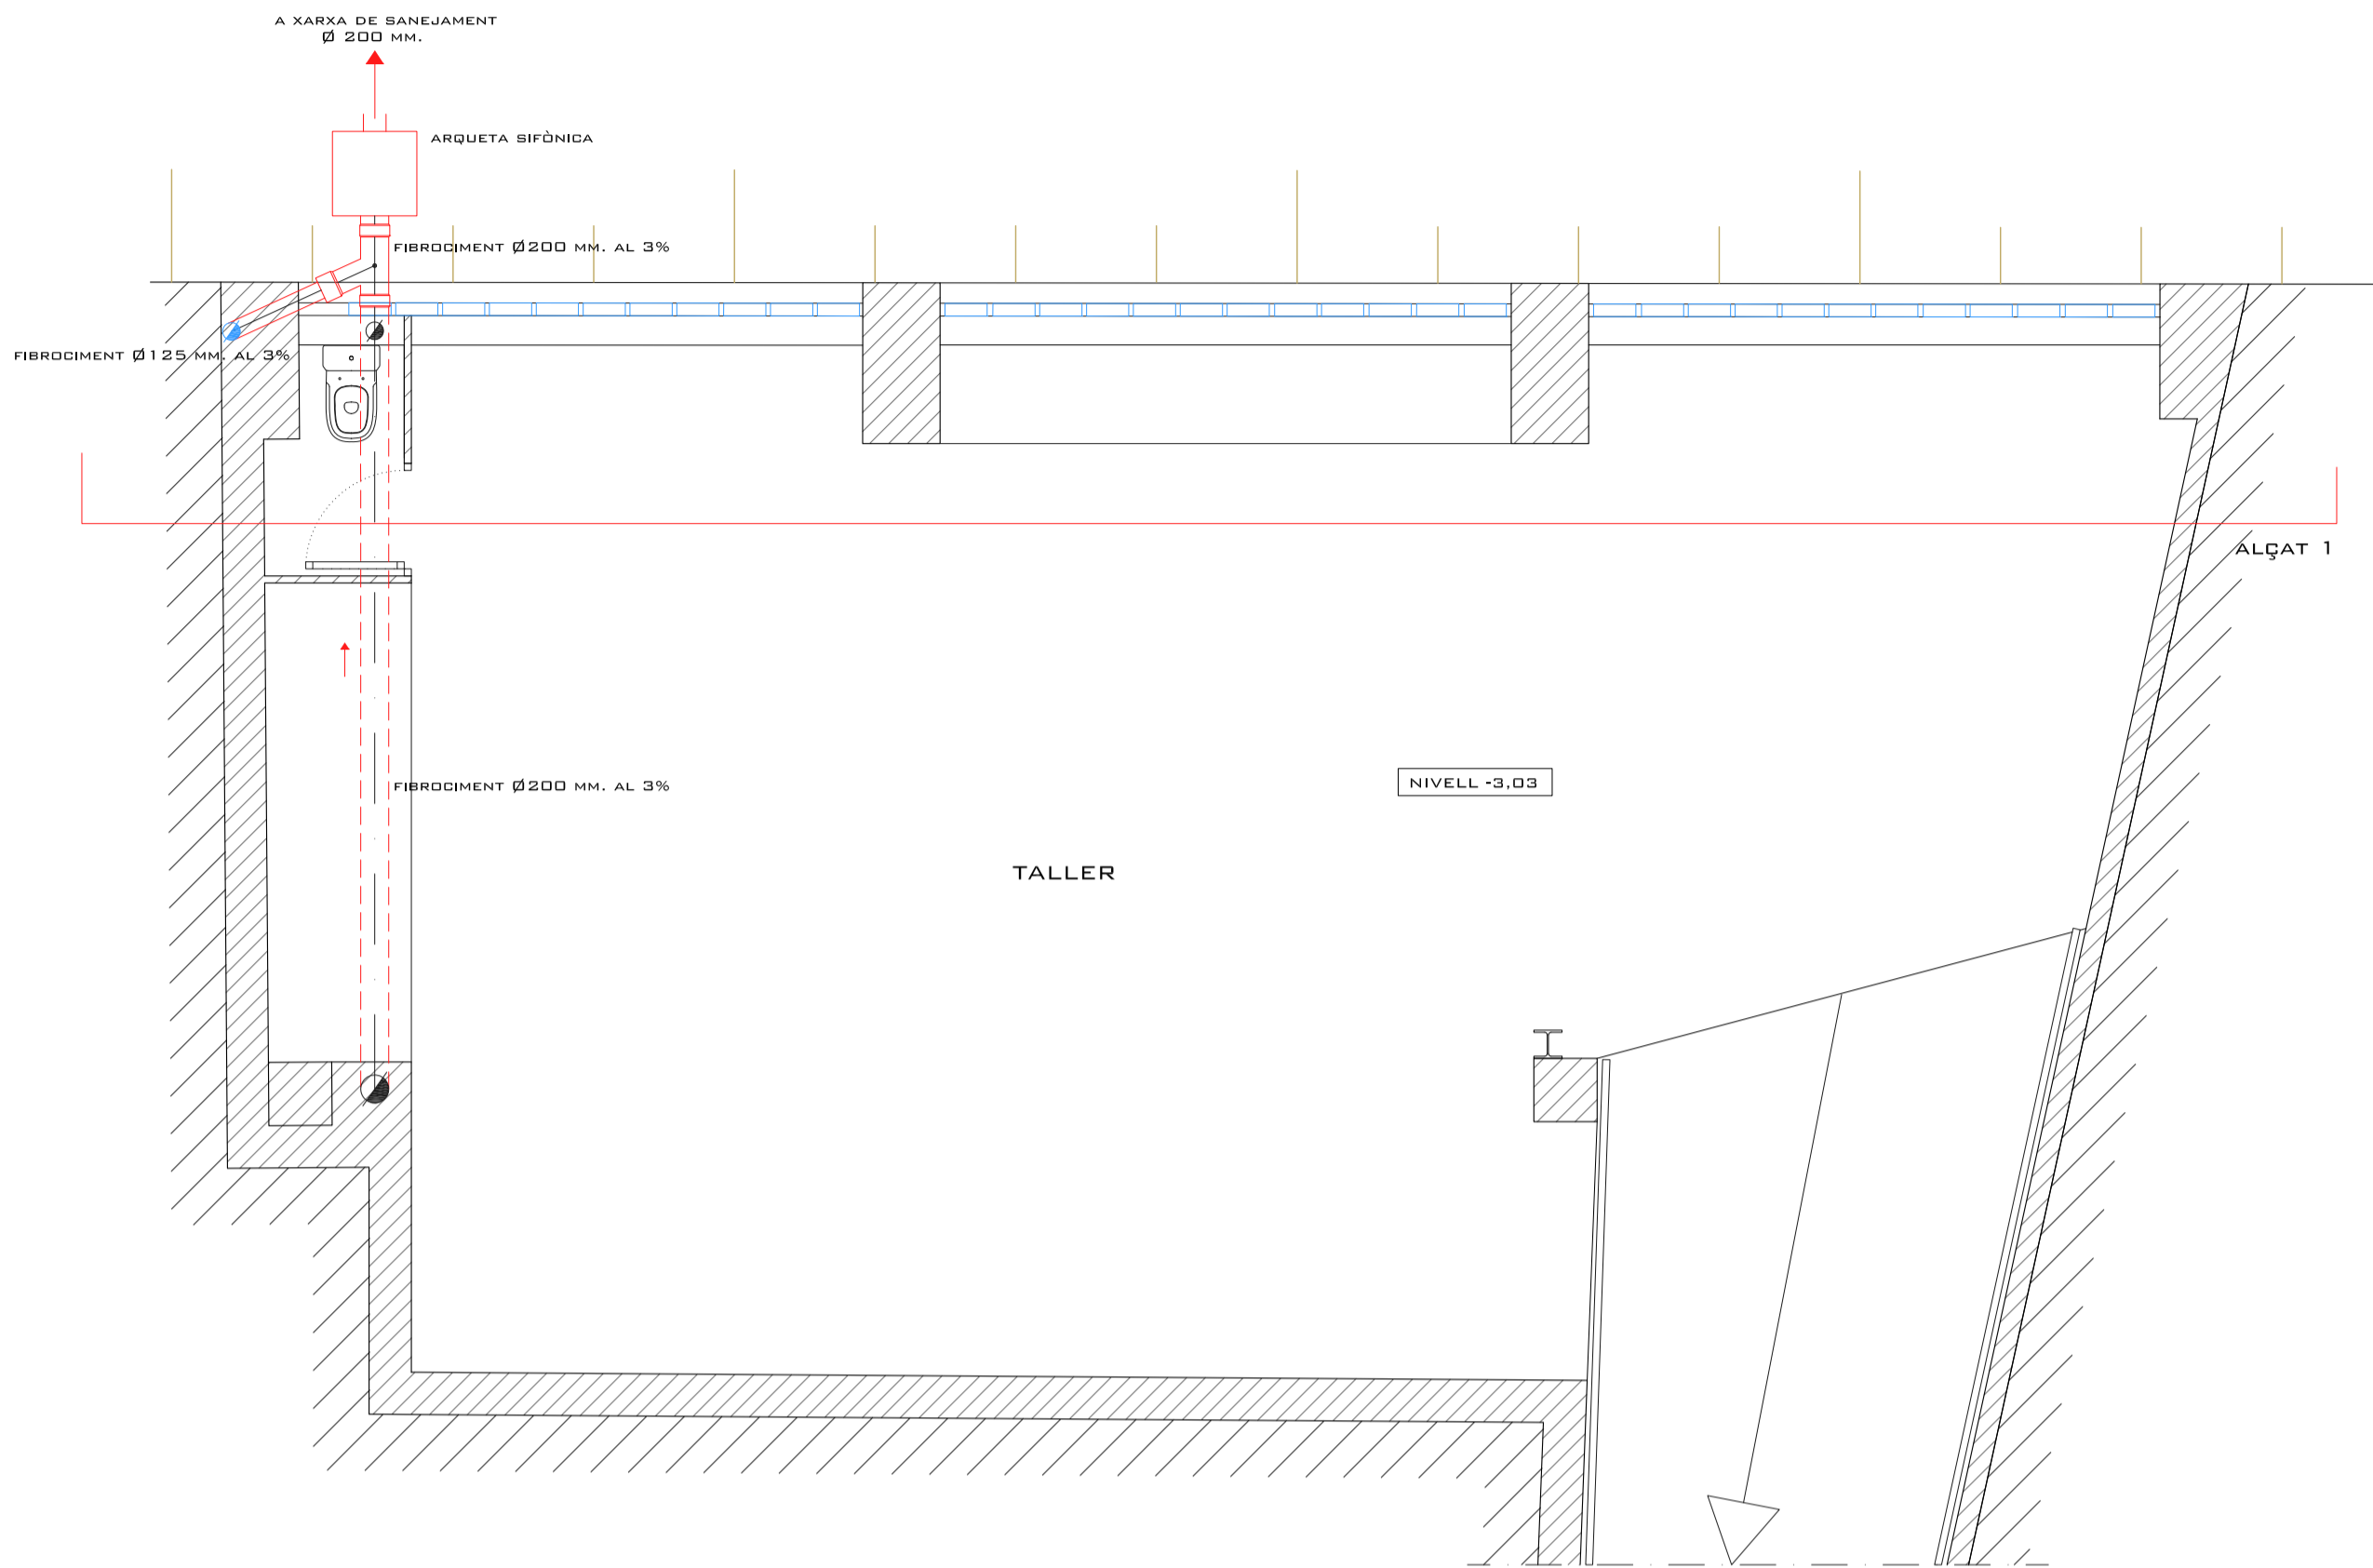 A XARXA DE SANEJAMENT
Ø 200 MM.
ARQUETA SIFÒNICA
FIBROCIMENT Ø200 MM. AL 3%
FIBROCIMENT Ø125 MM. AL 3%
ALÇAT 1
FIBROCIMENT Ø200 MM. AL 3%
NIVELL -3,03
TALLER